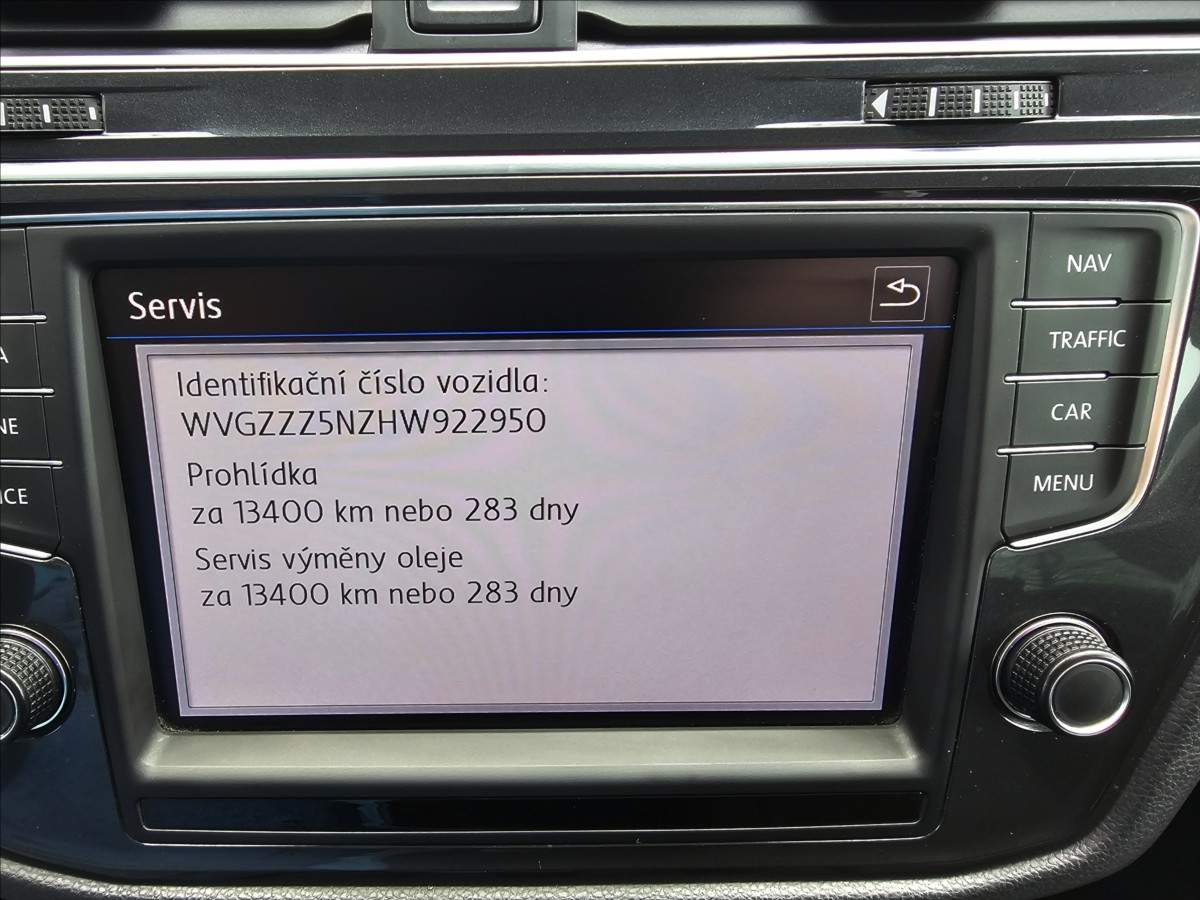 Servis
Identifikační číslo vozidla:
WVGZZZ5NZHW922950
Prohlídka
za 13400 km nebo 283 dny
Servis výměny oleje
za 13400 km nebo 283 dny
NAV
TRAFFIC
CAR
MENU